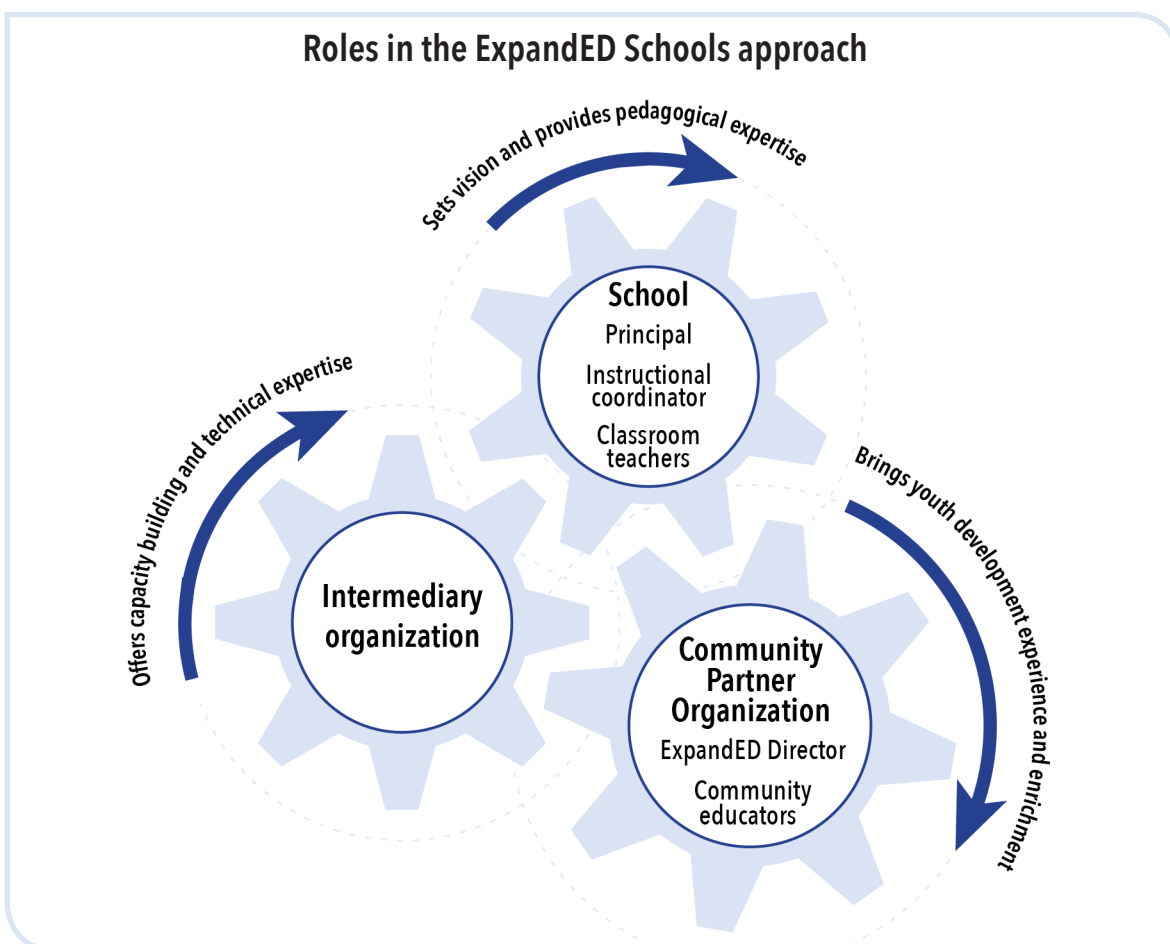 Roles in the ExpandED Schools approach
Sets vision and provides pedagogical expertise
School
Principal
Instructional
coordinator
Classroom
teachers
Offers capacity building and technical expertise
Intermediary
organization
Brings youth development experience and enrichment
Community
Partner
Organization
ExpandED Director
Community
educators